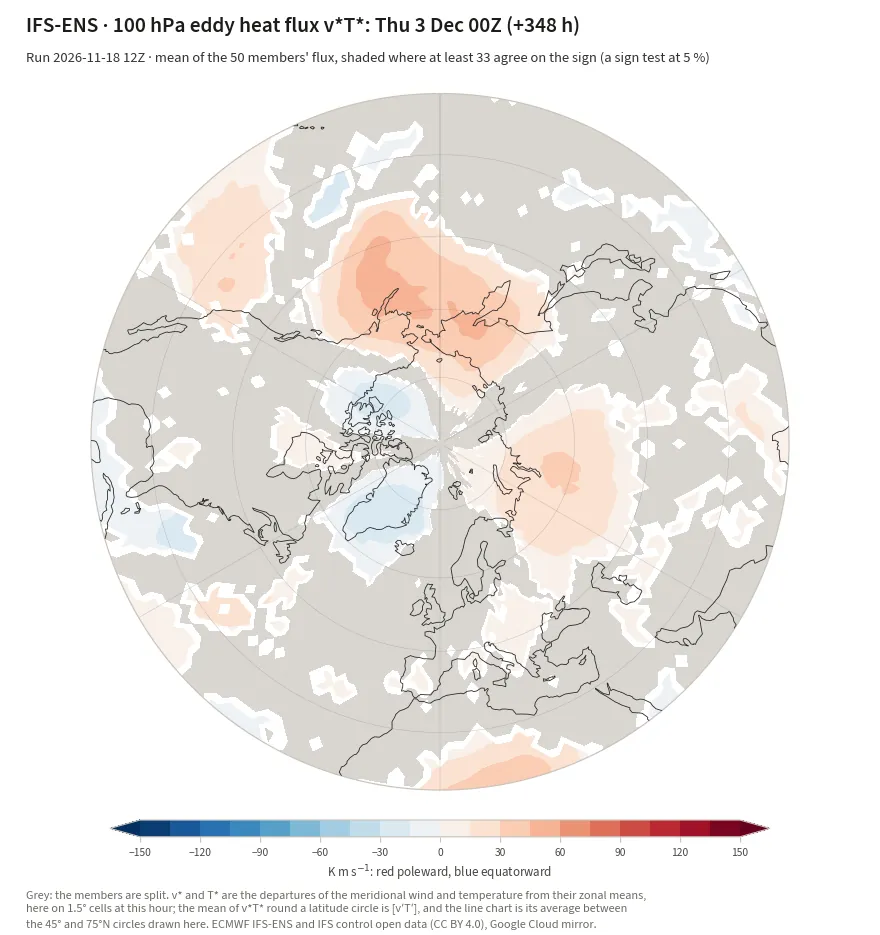 IFS-ENS · 100 hPa eddy heat flux v*T*: Thu 3 Dec 00Z (+348 h)
Run 2026-11-18 12Z · mean of the 50 members' flux, shaded where at least 33 agree on the sign (a sign test at 5 %)
−150 −120 −90 −60 −30 0 30 60 90 120 150
K m s⁻¹: red poleward, blue equatorward
Grey: the members are split. v* and T* are the departures of the meridional wind and temperature from their zonal means,
here on 1.5° cells at this hour; the mean of v*T* round a latitude circle is [v′T′], and the line chart is its average between
the 45° and 75°N circles drawn here. ECMWF IFS-ENS and IFS control open data (CC BY 4.0), Google Cloud mirror.